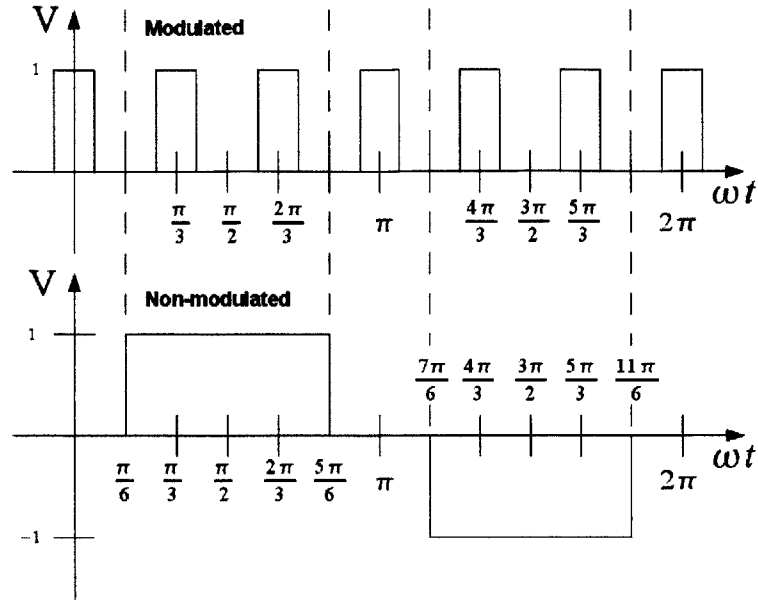 V
Modulated
1
π/3 π/2 2π/3 π 4π/3 3π/2 5π/3 2π
ωt
V
Non-modulated
1
7π/6 4π/3 3π/2 5π/3 11π/6
ωt
π/6 π/3 π/2 2π/3 5π/6 π 2π
-1